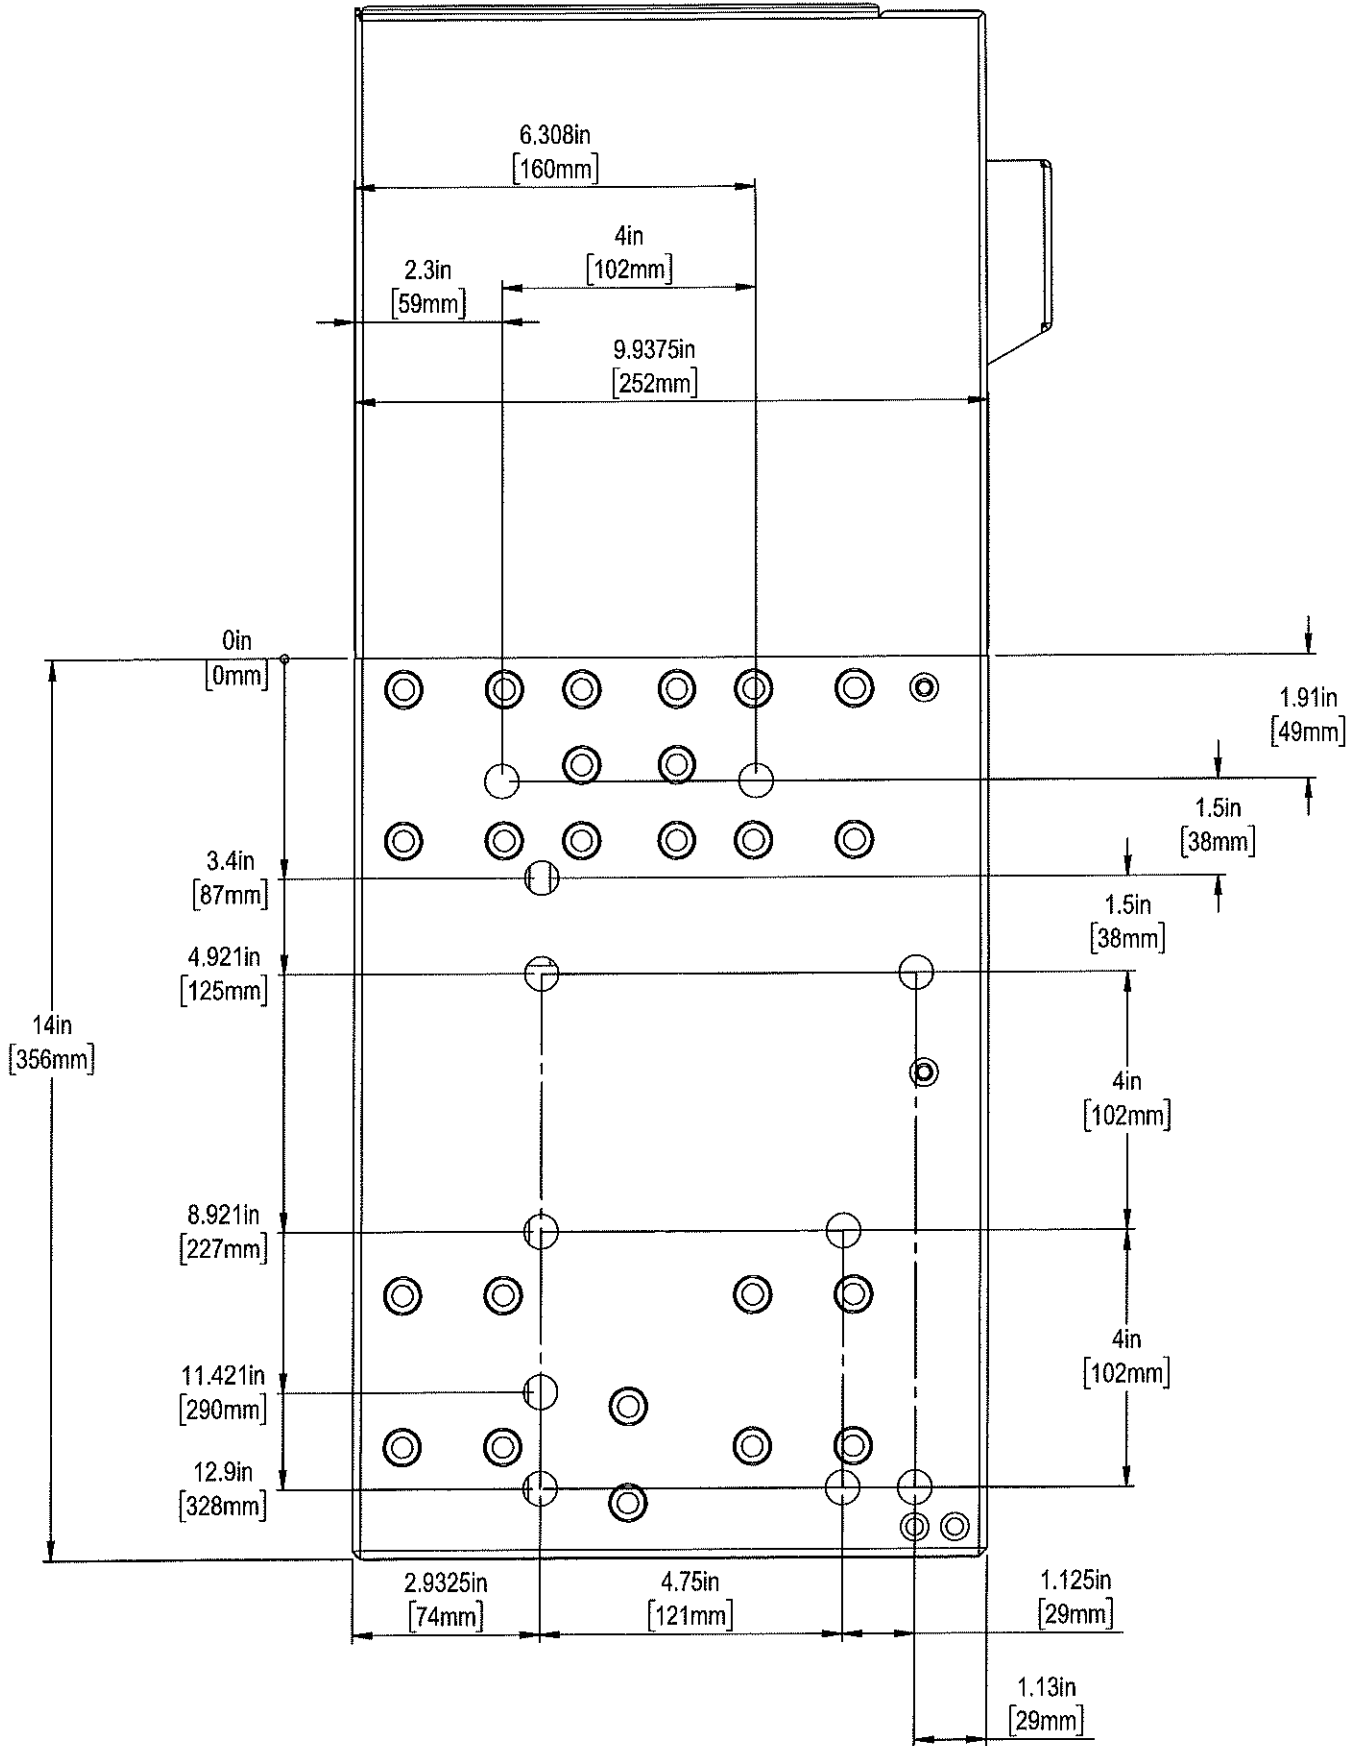 6.308in
[160mm]
4in
[102mm]
2.3in
[59mm]
9.9375in
[252mm]
0in
[0mm]
1.91in
[49mm]
1.5in
[38mm]
3.4in
[87mm]
1.5in
[38mm]
4.921in
[125mm]
14in
[356mm]
4in
[102mm]
8.921in
[227mm]
4in
[102mm]
11.421in
[290mm]
12.9in
[328mm]
2.9325in
[74mm]
4.75in
[121mm]
1.125in
[29mm]
1.13in
[29mm]